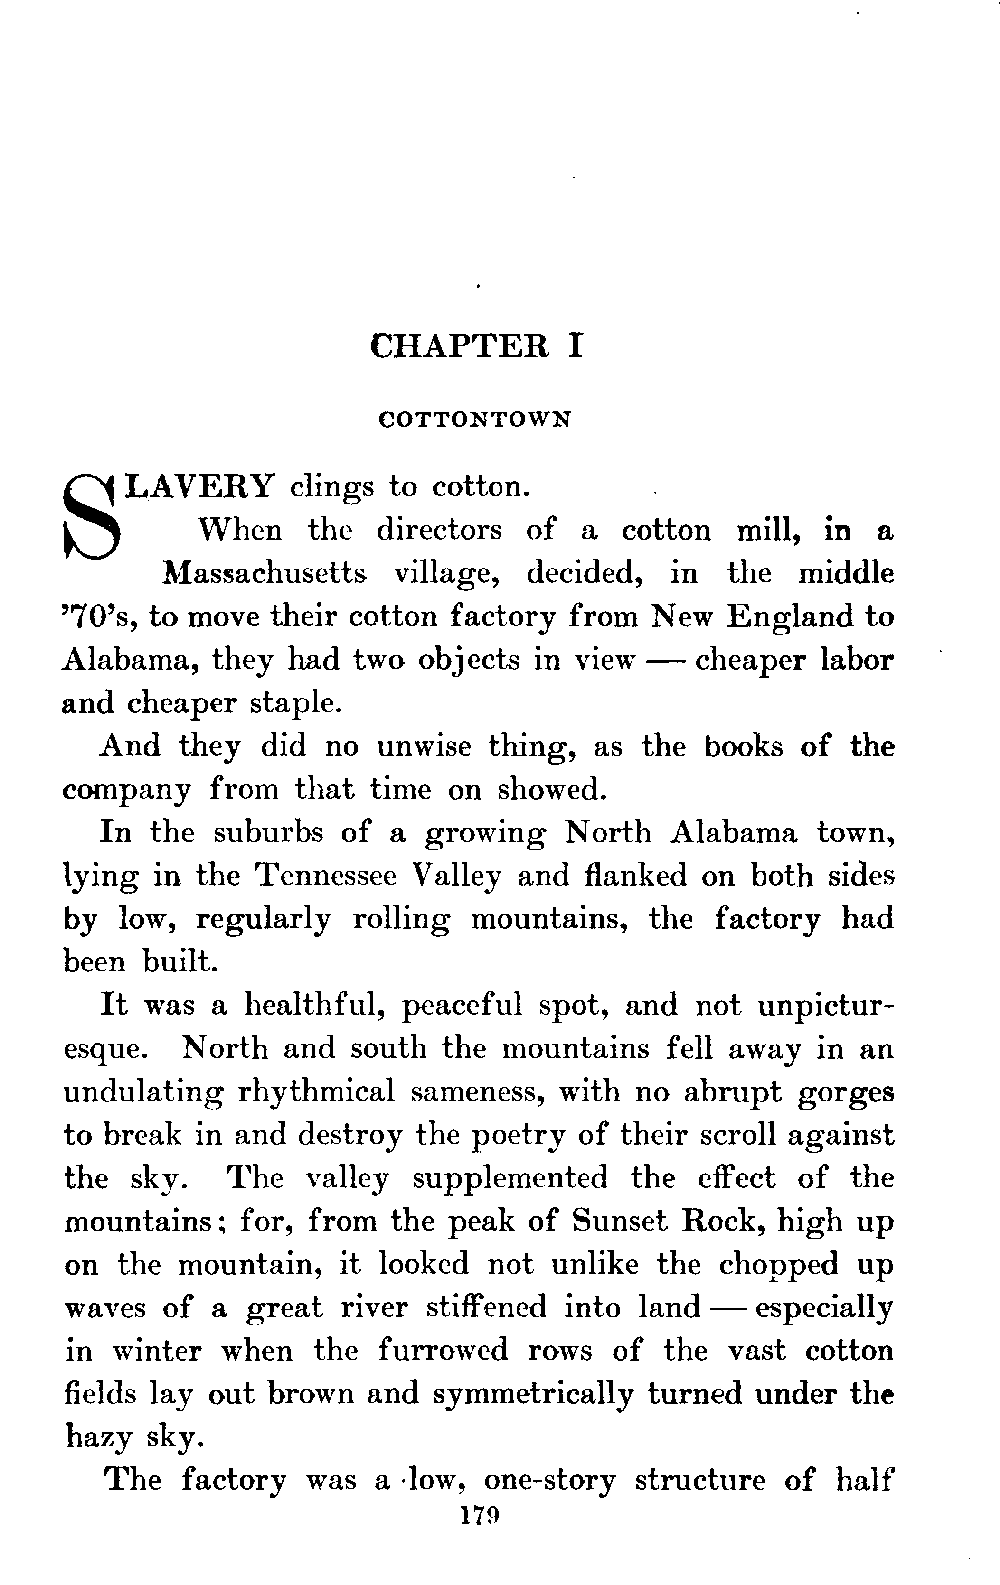 CHAPTER I
COTTONTOWN
SLAVERY clings to cotton.
When the directors of a cotton mill, in a
Massachusetts village, decided, in the middle
’70’s, to move their cotton factory from New England to
Alabama, they had two objects in view — cheaper labor
and cheaper staple.
And they did no unwise thing, as the books of the
company from that time on showed.
In the suburbs of a growing North Alabama town,
lying in the Tennessee Valley and flanked on both sides
by low, regularly rolling mountains, the factory had
been built.
It was a healthful, peaceful spot, and not unpictur-
esque. North and south the mountains fell away in an
undulating rhythmical sameness, with no abrupt gorges
to break in and destroy the poetry of their scroll against
the sky. The valley supplemented the effect of the
mountains; for, from the peak of Sunset Rock, high up
on the mountain, it looked not unlike the chopped up
waves of a great river stiffened into land — especially
in winter when the furrowed rows of the vast cotton
fields lay out brown and symmetrically turned under the
hazy sky.
The factory was a low, one-story structure of half
179